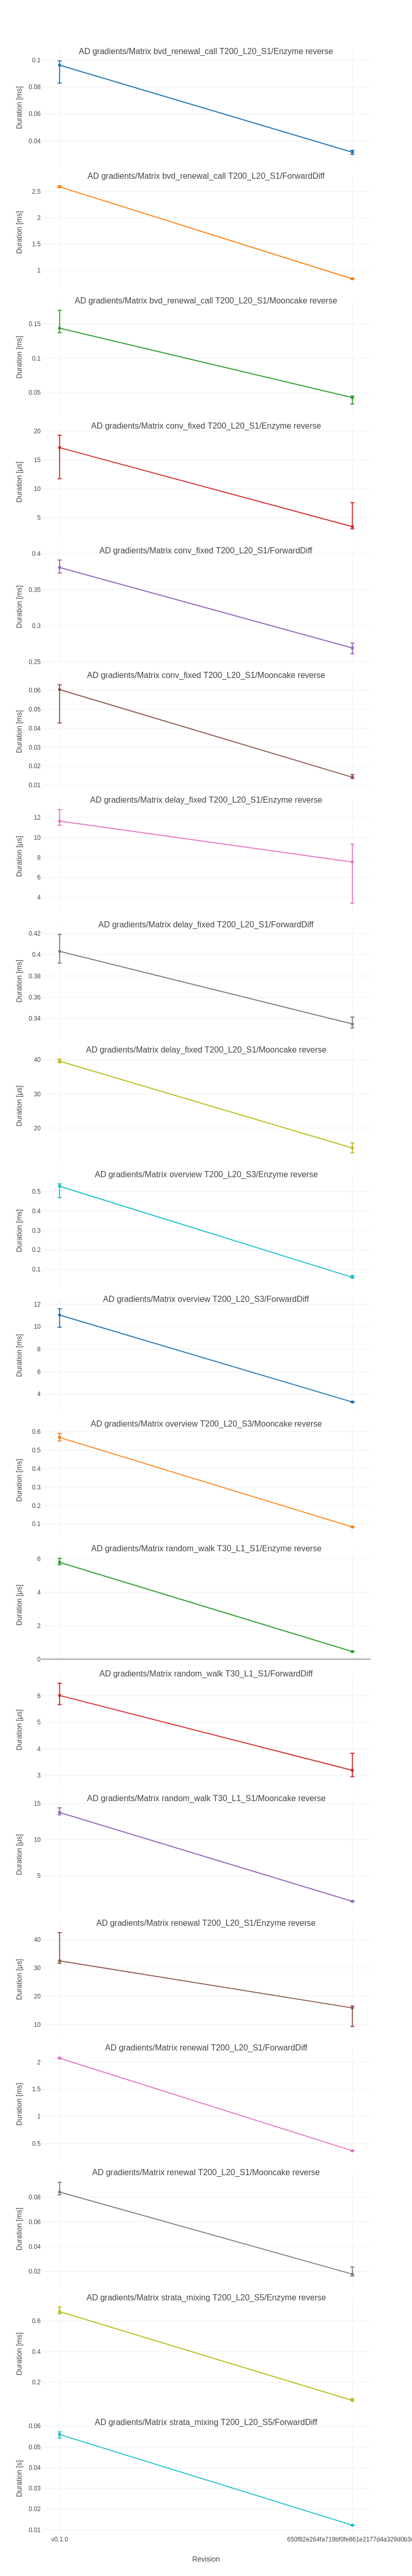 AD gradients/Matrix bvd_renewal_call T200_L20_S1/Enzyme reverse
0.1
0.08
0.06
0.04
Duration [ms]
AD gradients/Matrix bvd_renewal_call T200_L20_S1/ForwardDiff
2.5
2
1.5
1
Duration [ms]
AD gradients/Matrix bvd_renewal_call T200_L20_S1/Mooncake reverse
0.15
0.1
0.05
Duration [ms]
AD gradients/Matrix conv_fixed T200_L20_S1/Enzyme reverse
20
15
10
5
Duration [μs]
AD gradients/Matrix conv_fixed T200_L20_S1/ForwardDiff
0.4
0.35
0.3
0.25
Duration [ms]
AD gradients/Matrix conv_fixed T200_L20_S1/Mooncake reverse
0.06
0.05
0.04
0.03
0.02
0.01
Duration [ms]
AD gradients/Matrix delay_fixed T200_L20_S1/Enzyme reverse
12
10
8
6
4
Duration [μs]
AD gradients/Matrix delay_fixed T200_L20_S1/ForwardDiff
0.42
0.4
0.38
0.36
0.34
Duration [ms]
AD gradients/Matrix delay_fixed T200_L20_S1/Mooncake reverse
40
30
20
Duration [μs]
AD gradients/Matrix overview T200_L20_S3/Enzyme reverse
0.5
0.4
0.3
0.2
0.1
Duration [ms]
AD gradients/Matrix overview T200_L20_S3/ForwardDiff
12
10
8
6
4
Duration [ms]
AD gradients/Matrix overview T200_L20_S3/Mooncake reverse
0.6
0.5
0.4
0.3
0.2
0.1
Duration [ms]
AD gradients/Matrix random_walk T30_L1_S1/Enzyme reverse
6
4
2
0
Duration [μs]
AD gradients/Matrix random_walk T30_L1_S1/ForwardDiff
6
5
4
3
Duration [μs]
AD gradients/Matrix random_walk T30_L1_S1/Mooncake reverse
15
10
5
Duration [μs]
AD gradients/Matrix renewal T200_L20_S1/Enzyme reverse
40
30
20
10
Duration [μs]
AD gradients/Matrix renewal T200_L20_S1/ForwardDiff
2
1.5
1
0.5
Duration [ms]
AD gradients/Matrix renewal T200_L20_S1/Mooncake reverse
0.08
0.06
0.04
0.02
Duration [ms]
AD gradients/Matrix strata_mixing T200_L20_S5/Enzyme reverse
0.6
0.4
0.2
Duration [ms]
AD gradients/Matrix strata_mixing T200_L20_S5/ForwardDiff
0.06
0.05
0.04
0.03
0.02
0.01
Duration [s]
v0.1.0
650f82e264fa719bf0fe861e2177d4a329d0b3
Revision